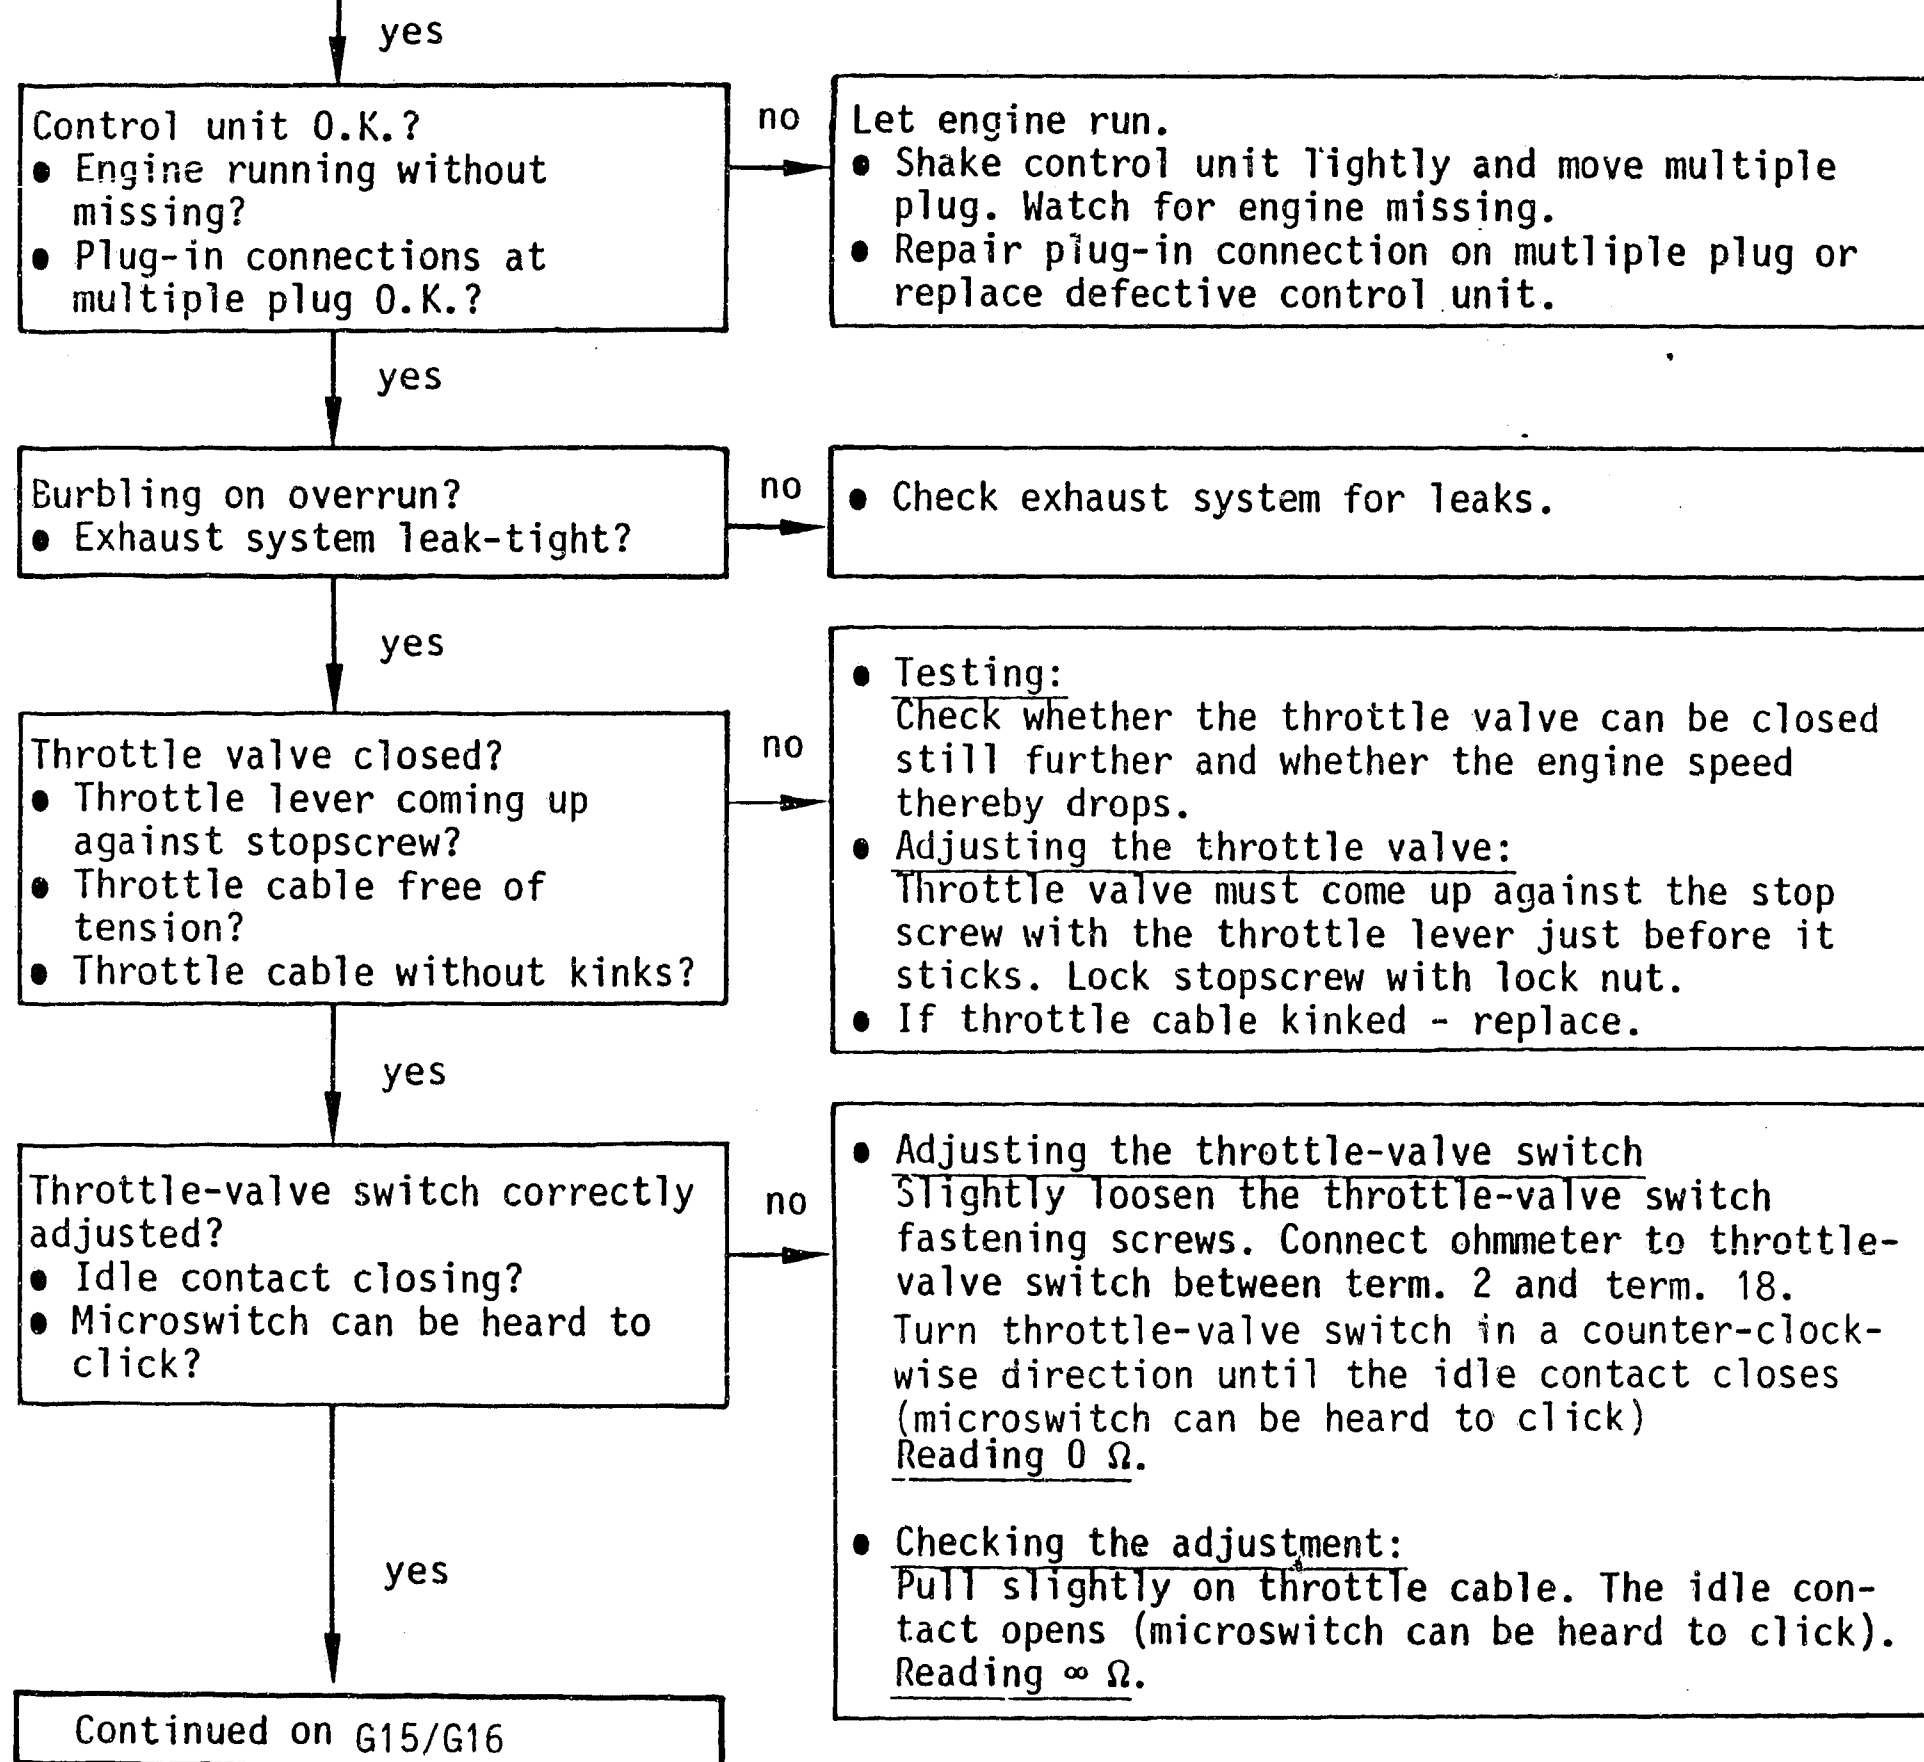 yes
Control unit O.K.?
● Engine running without
missing?
● Plug-in connections at
multiple plug O.K.?
no
Let engine run.
● Shake control unit lightly and move multiple
plug. Watch for engine missing.
● Repair plug-in connection on mutliple plug or
replace defective control unit.
yes
Burbling on overrun?
● Exhaust system leak-tight?
no
● Check exhaust system for leaks.
yes
Throttle valve closed?
● Throttle lever coming up
against stopscrew?
● Throttle cable free of
tension?
● Throttle cable without kinks?
no
● Testing:
Check whether the throttle valve can be closed
still further and whether the engine speed
thereby drops.
● Adjusting the throttle valve:
Throttle valve must come up against the stop
screw with the throttle lever just before it
sticks. Lock stopscrew with lock nut.
● If throttle cable kinked - replace.
yes
Throttle-valve switch correctly
adjusted?
● Idle contact closing?
● Microswitch can be heard to
click?
no
● Adjusting the throttle-valve switch
Slightly loosen the throttle-valve switch
fastening screws. Connect ohmmeter to throttle-
valve switch between term. 2 and term. 18.
Turn throttle-valve switch in a counter-clock-
wise direction until the idle contact closes
(microswitch can be heard to click)
Reading 0 Ω.
● Checking the adjustment:
Pull slightly on throttle cable. The idle con-
tact opens (microswitch can be heard to click).
Reading ∞ Ω.
yes
Continued on G15/G16